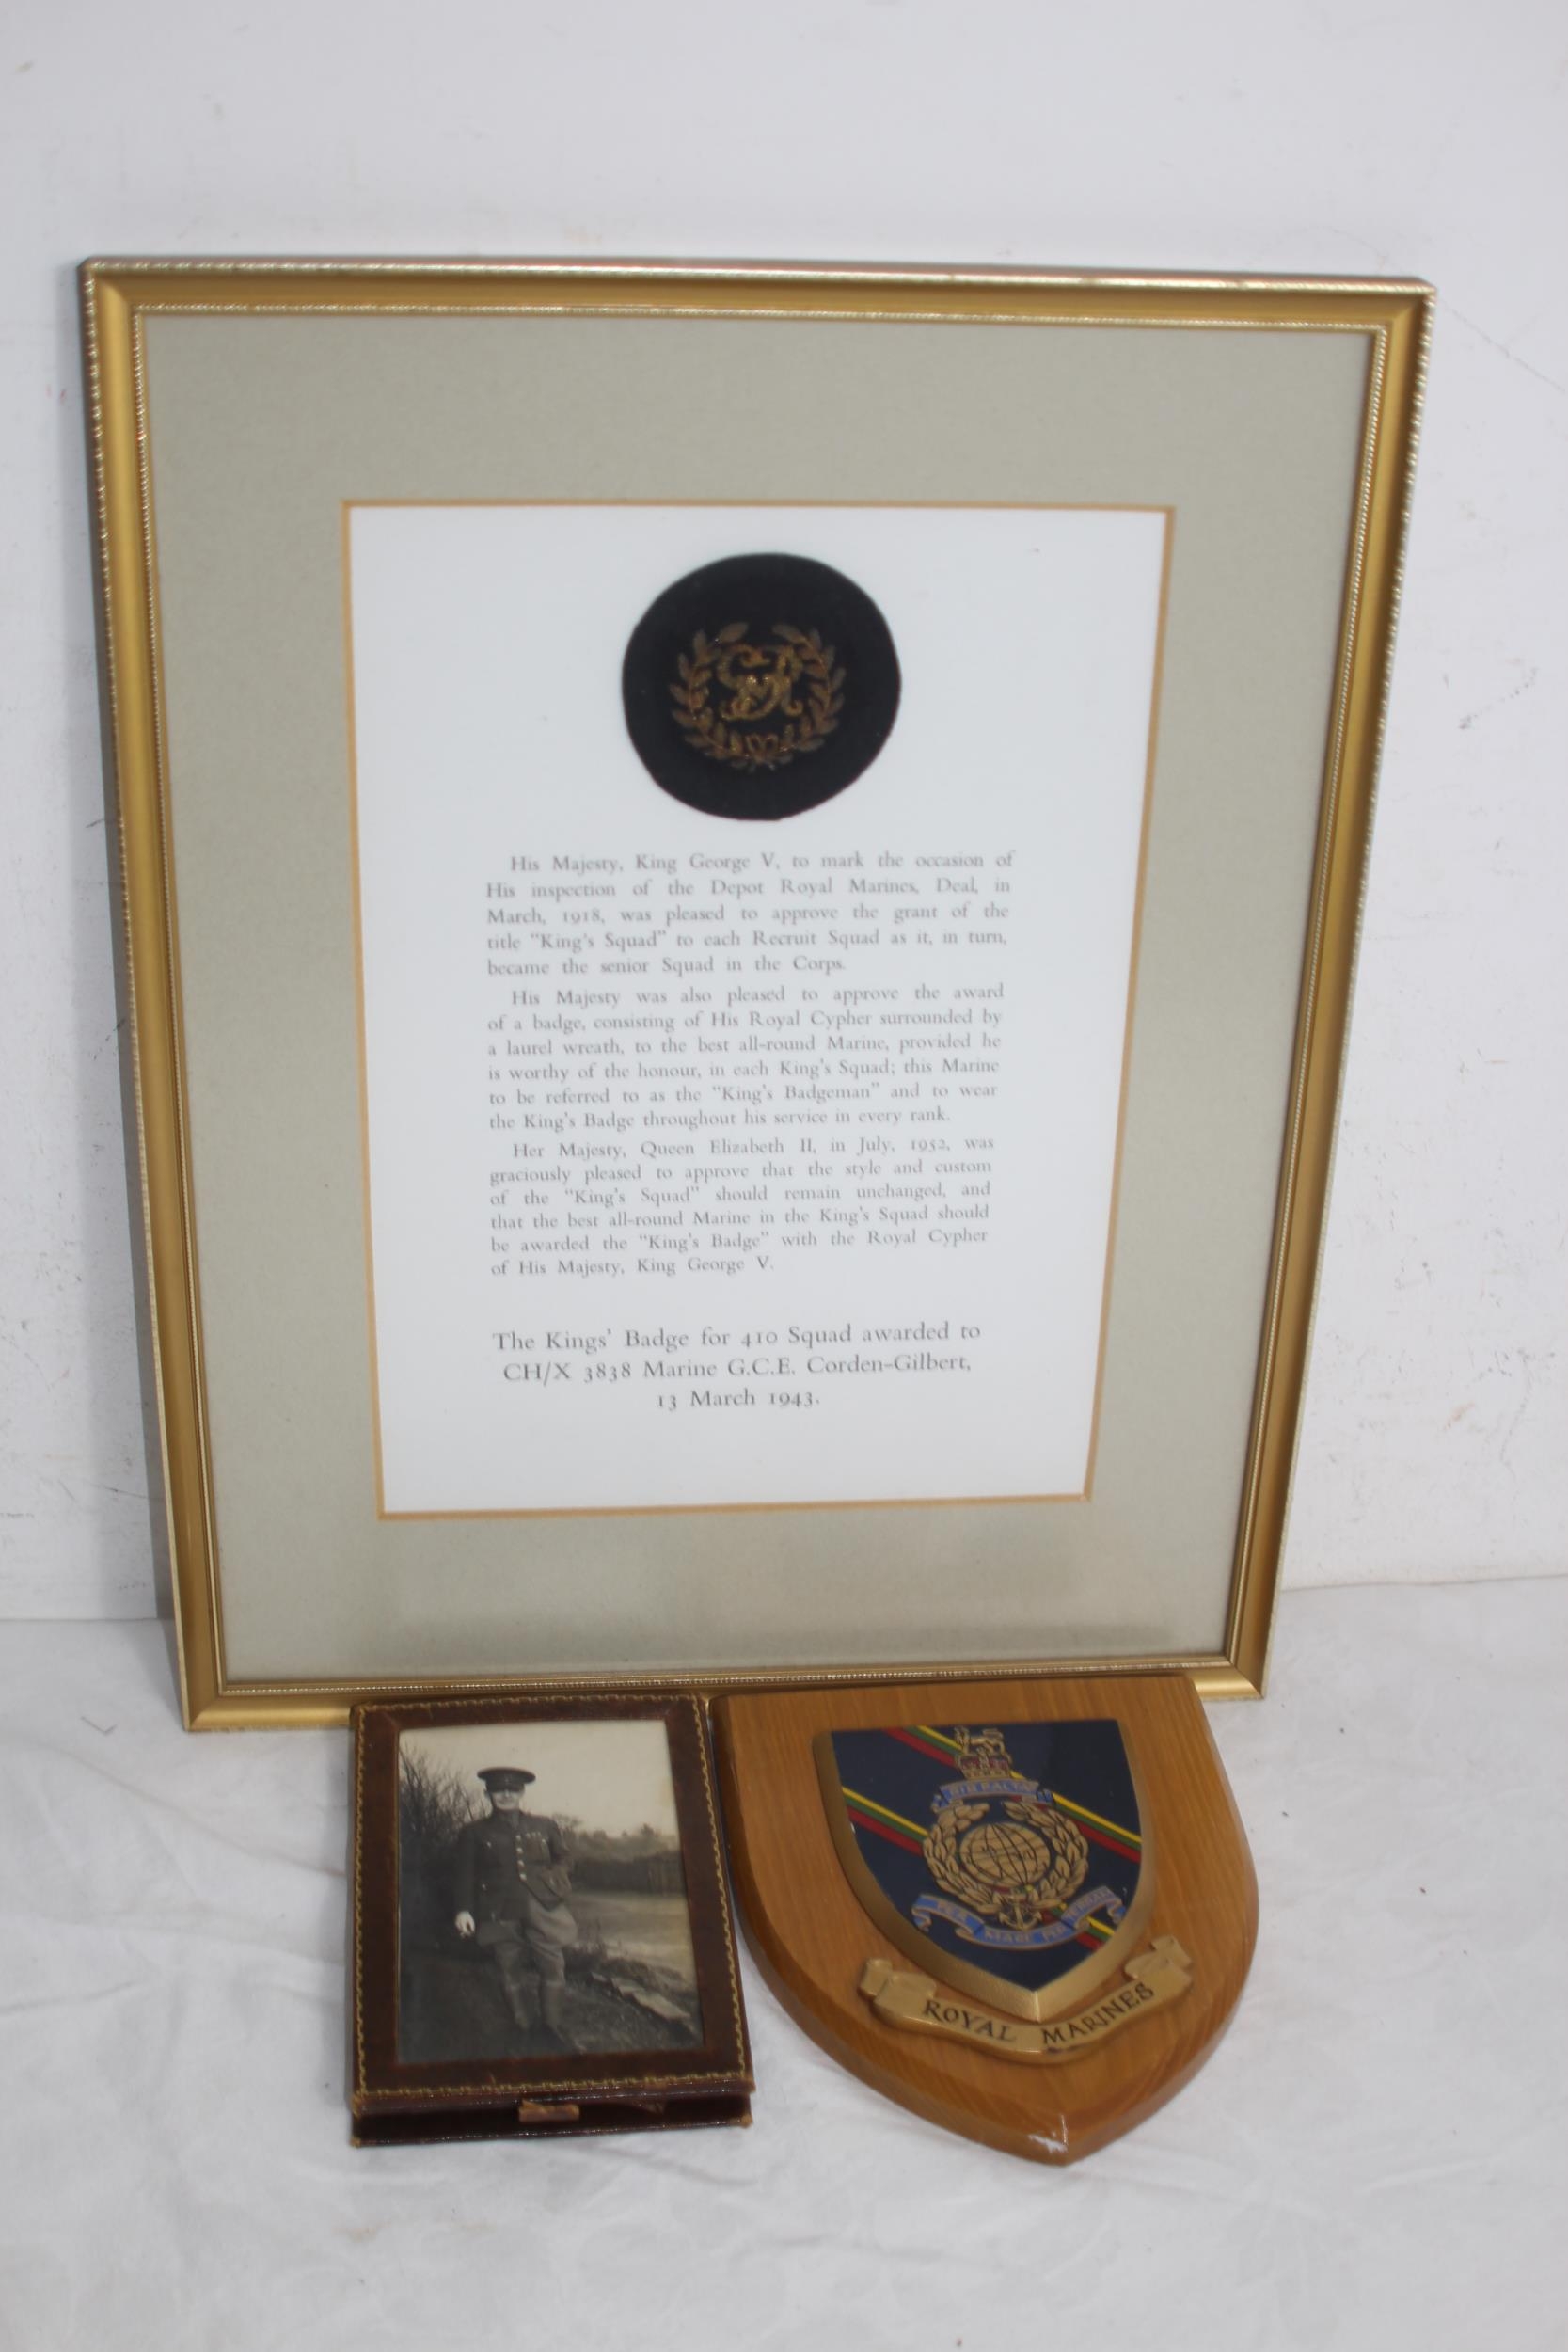 GR
His Majesty, King George V, to mark the occasion of
His inspection of the Depot Royal Marines, Deal, in
March, 1918, was pleased to approve the grant of the
title "King's Squad" to each Recruit Squad as it, in turn,
became the senior Squad in the Corps.
His Majesty was also pleased to approve the award
of a badge, consisting of His Royal Cypher surrounded by
a laurel wreath, to the best all-round Marine, provided he
is worthy of the honour, in each King's Squad; this Marine
to be referred to as the "King's Badgeman" and to wear
the King's Badge throughout his service in every rank.
Her Majesty, Queen Elizabeth II, in July, 1952, was
graciously pleased to approve that the style and custom
of the "King's Squad" should remain unchanged, and
that the best all-round Marine in the King's Squad should
be awarded the "King's Badge" with the Royal Cypher
of His Majesty, King George V.
The Kings' Badge for 410 Squad awarded to
CH/X 3838 Marine G.C.E. Corden-Gilbert,
13 March 1943.
GIBRALTAR
PER MARE PER TERRAM
ROYAL MARINES